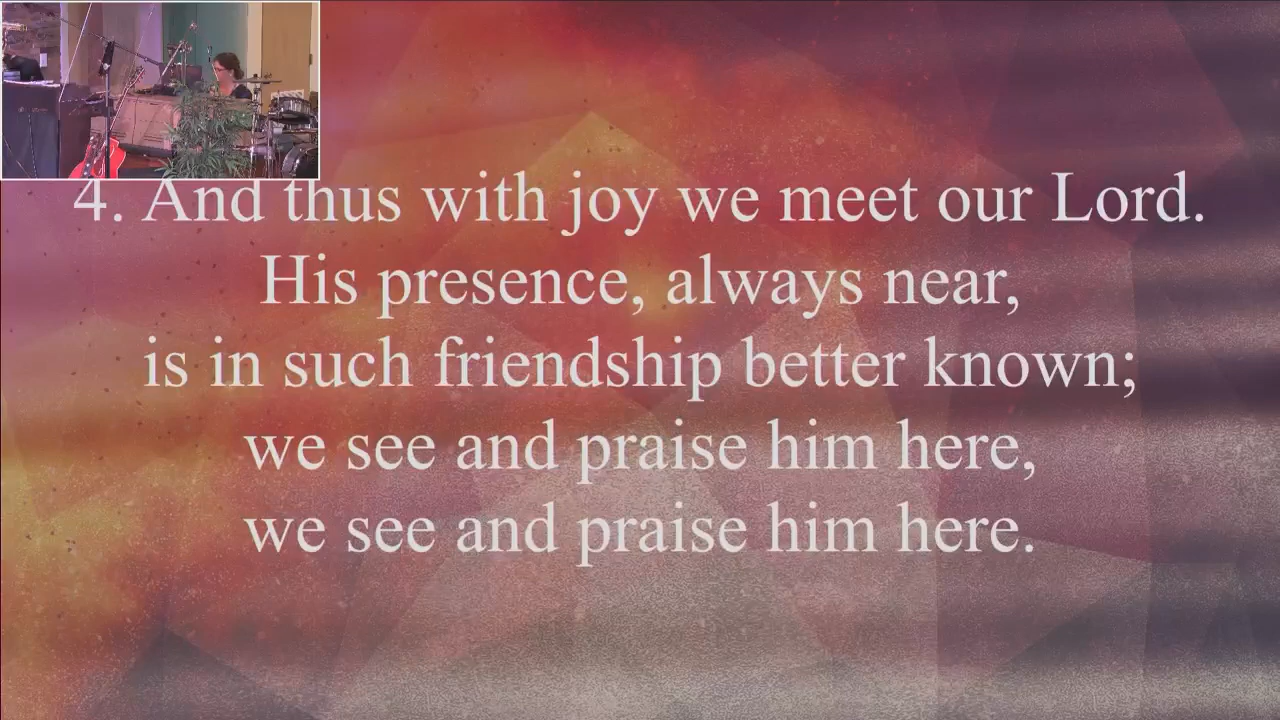 4. And thus with joy we meet our Lord.
His presence, always near,
is in such friendship better known;
we see and praise him here,
we see and praise him here.